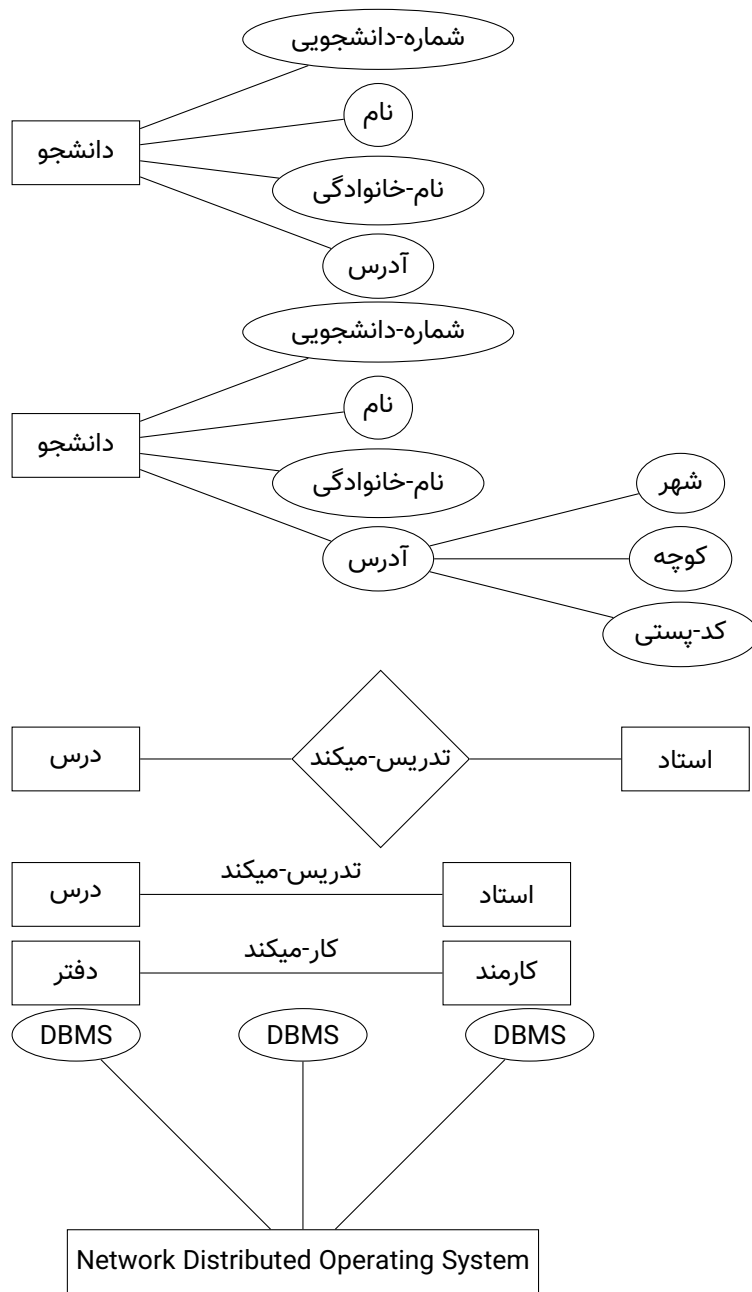 شماره-دانشجویی
نام
دانشجو
نام-خانوادگی
آدرس
شماره-دانشجویی
نام
دانشجو
نام-خانوادگی
شهر
آدرس
کوچه
کد-پستی
درس
تدریس-میکند
استاد
تدریس-میکند
درس
استاد
کار-میکند
دفتر
کارمند
DBMS
DBMS
DBMS
Network Distributed Operating System